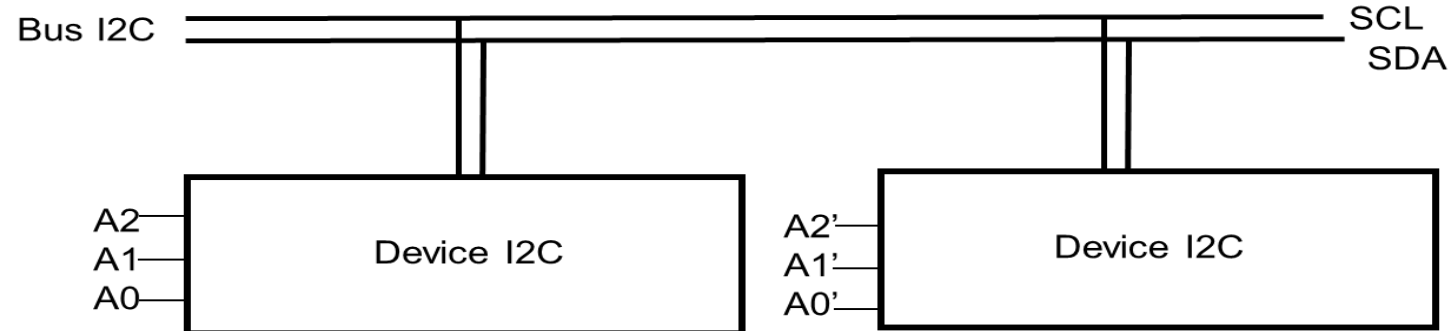 Bus I2C
SCL
SDA
A2
A1
A0
Device I2C
A2’
A1’
A0’
Device I2C